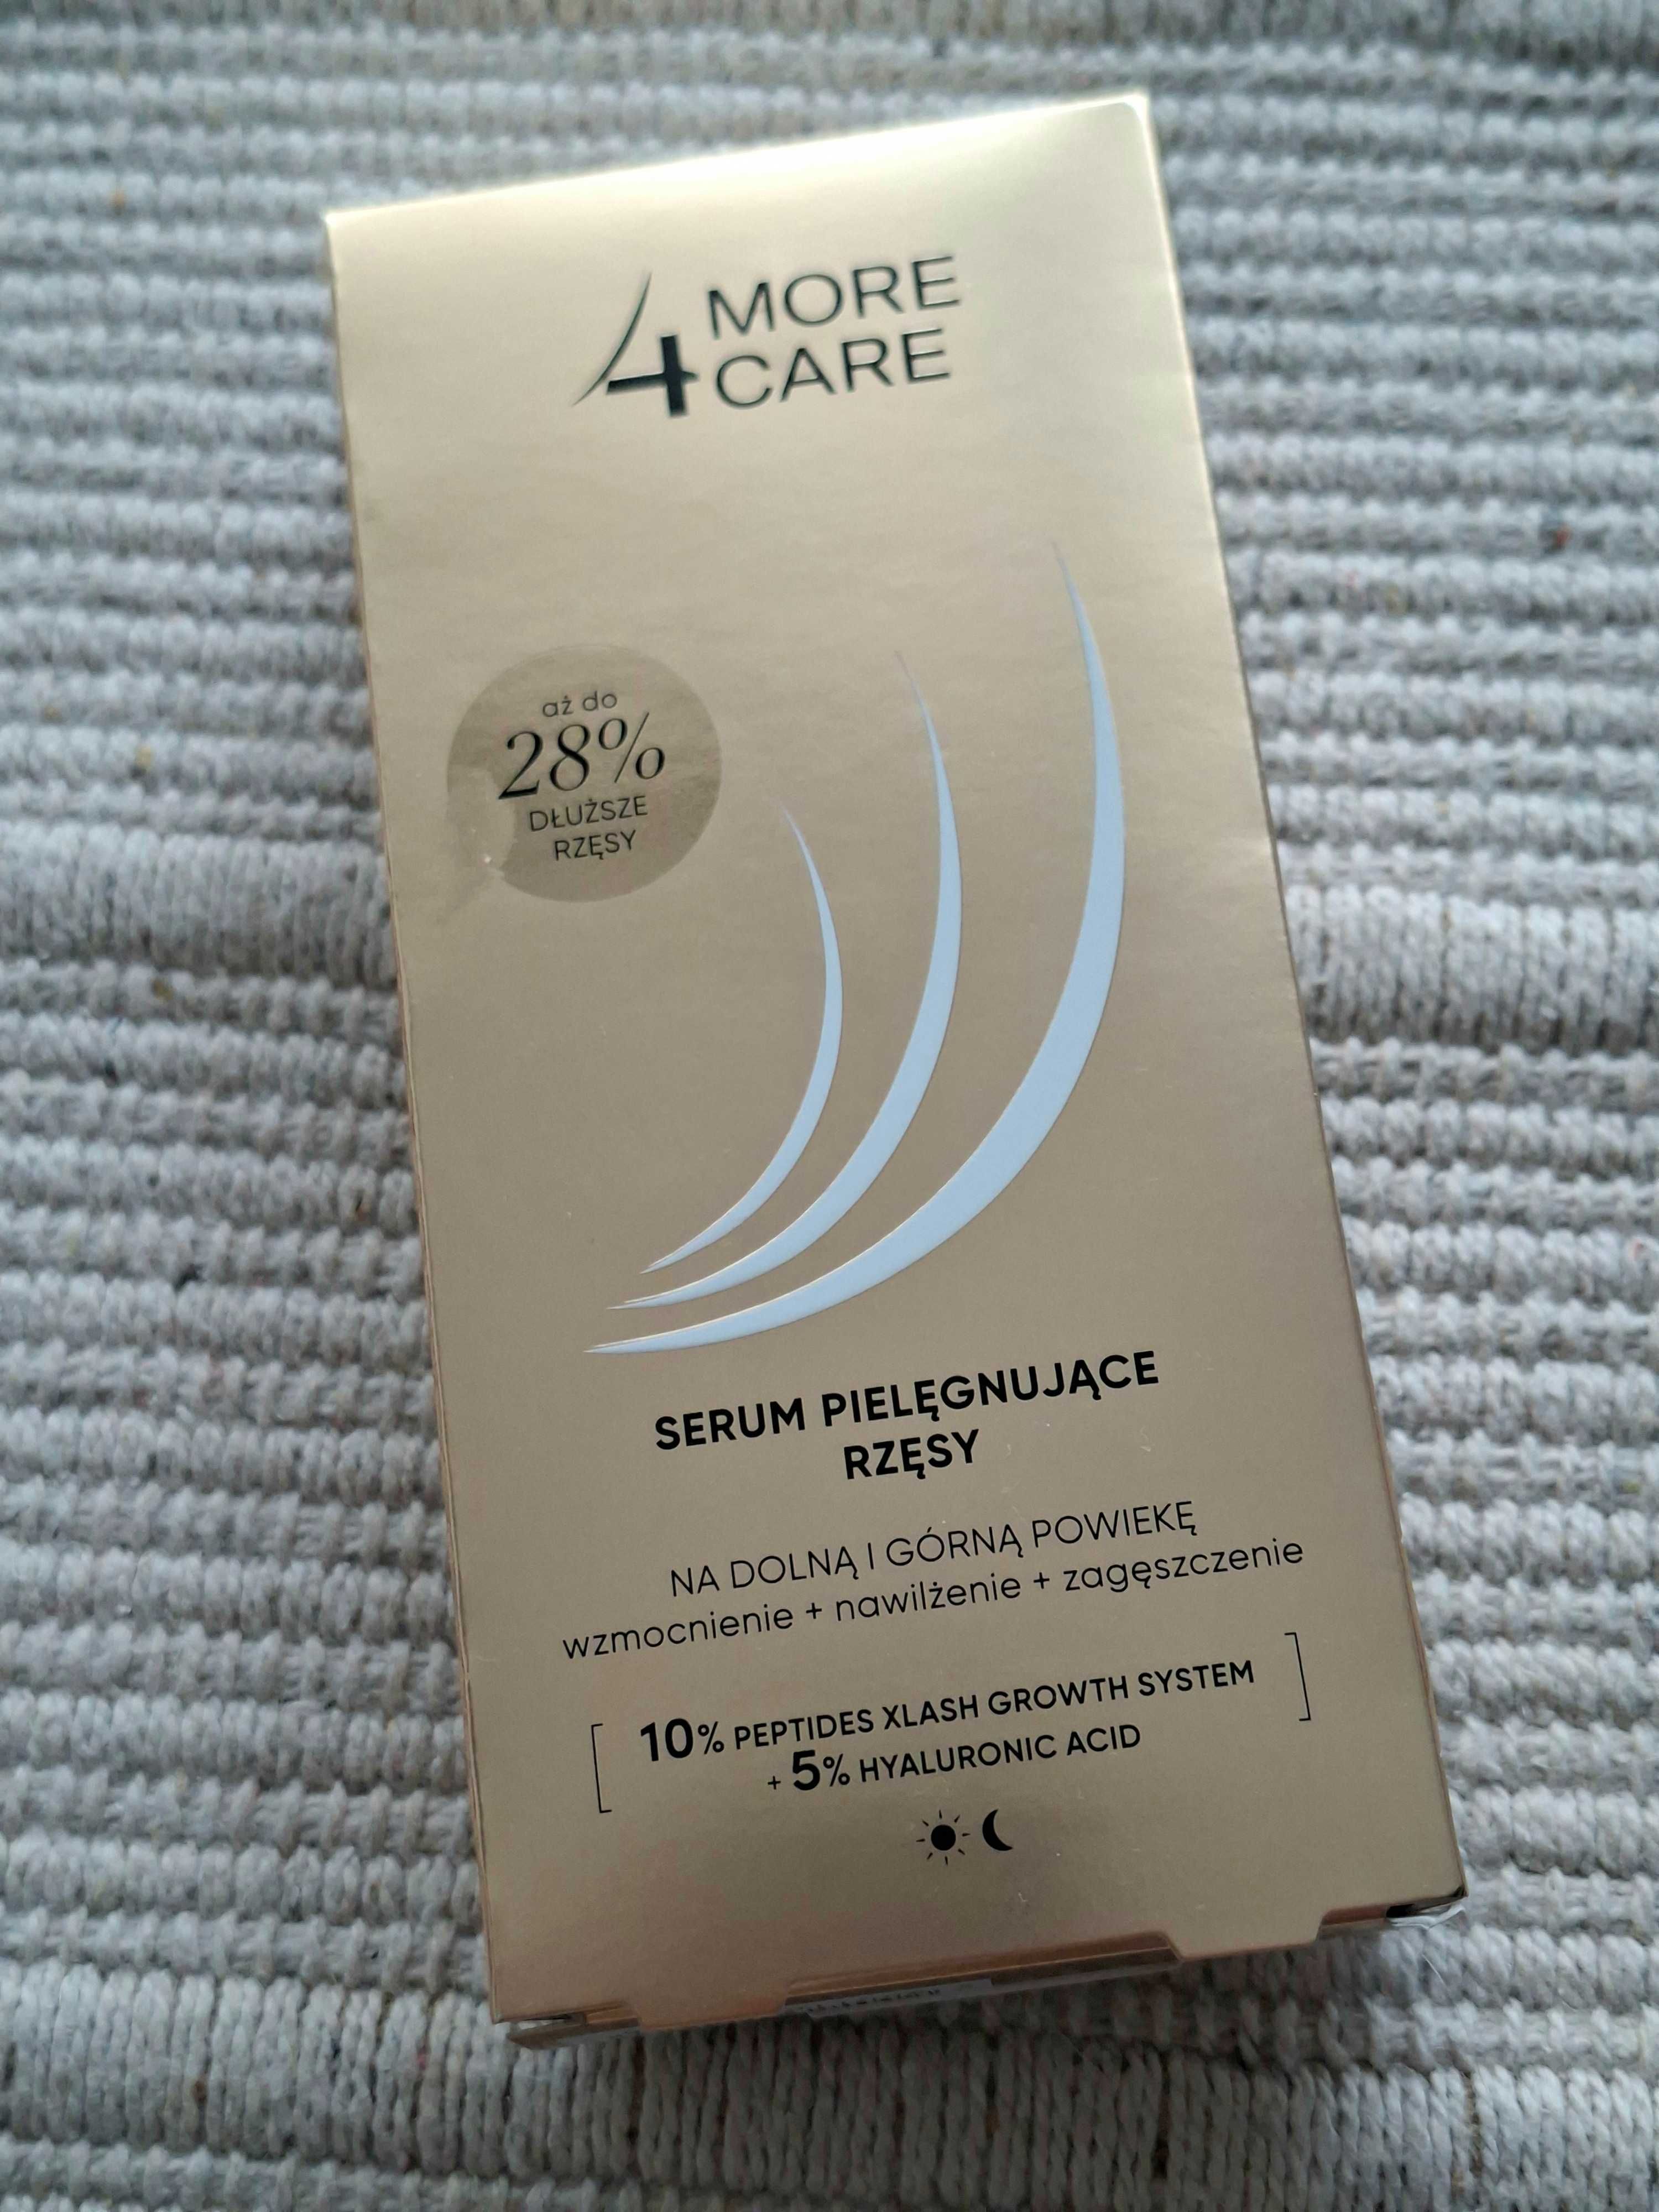 4 MORE
CARE
aż do
28%
DŁUŻSZE
RZĘSY
SERUM PIELĘGNUJĄCE
RZĘSY
NA DOLNĄ I GÓRNĄ POWIEKĘ
wzmocnienie + nawilżenie + zagęszczenie
10% PEPTIDES XLASH GROWTH SYSTEM
+ 5% HYALURONIC ACID